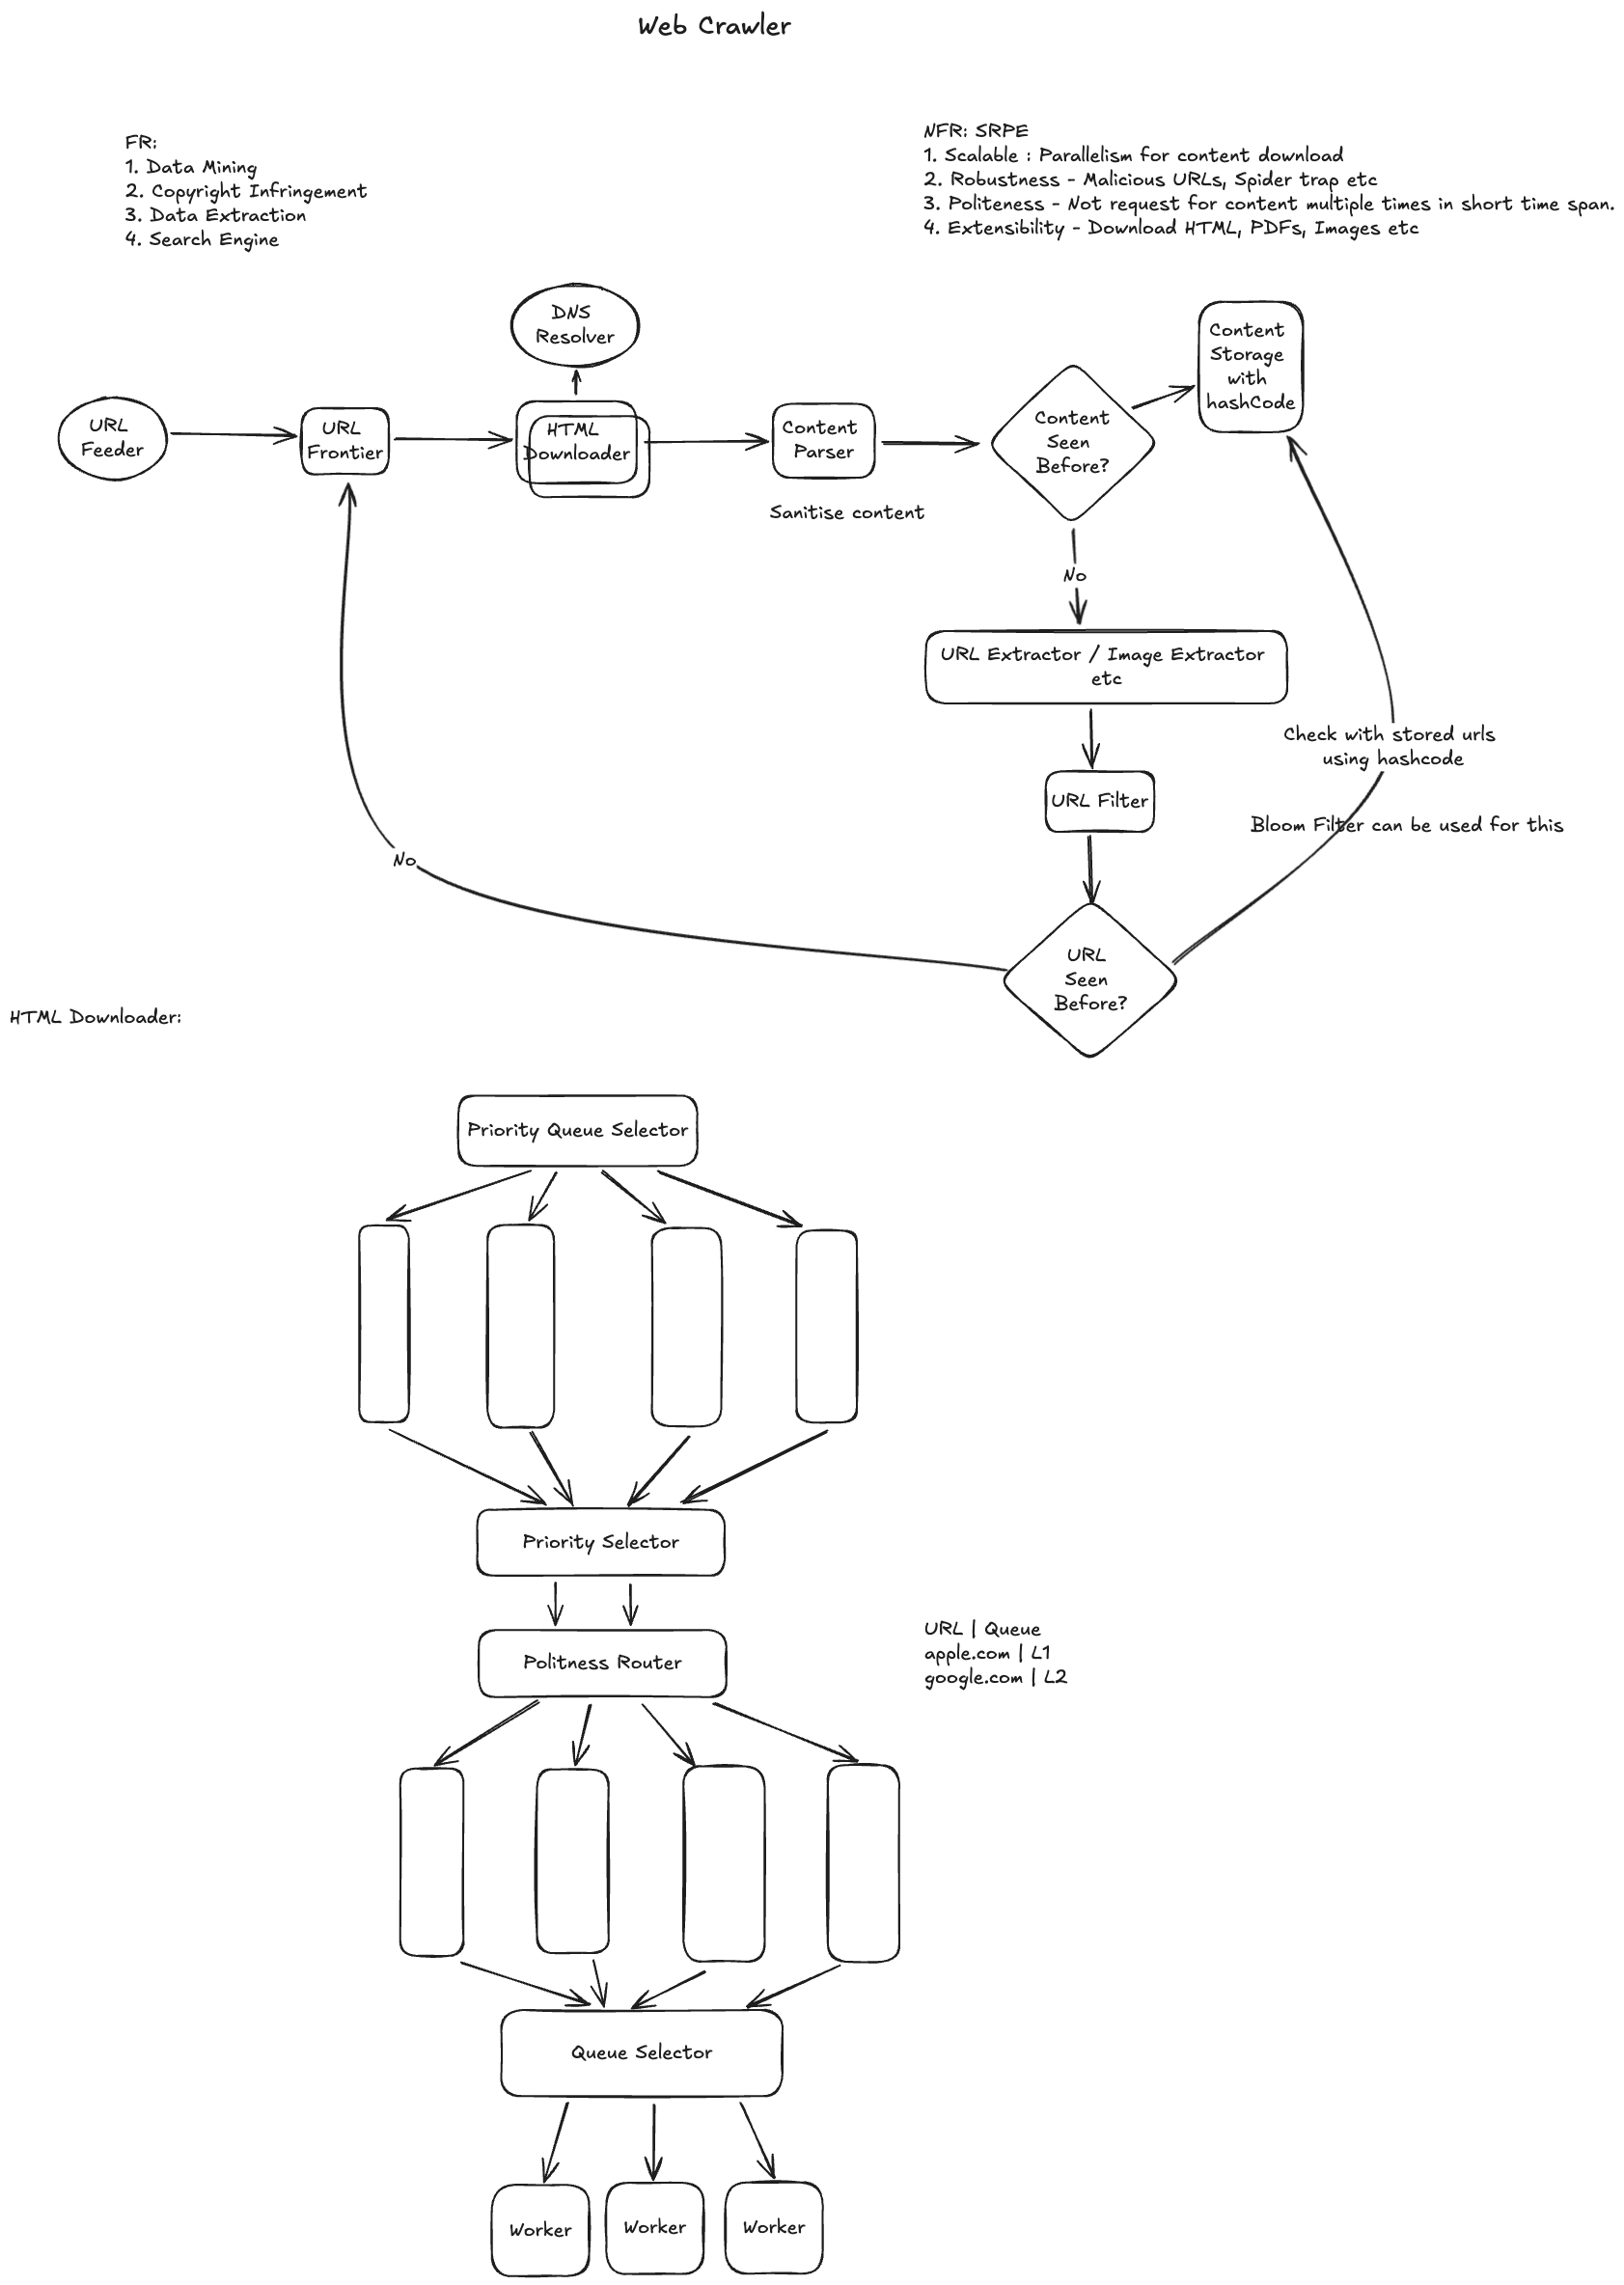 Web Crawler
FR:
1. Data Mining
2. Copyright Infringement
3. Data Extraction
4. Search Engine
NFR: SRPE
1. Scalable : Parallelism for content download
2. Robustness - Malicious URLs, Spider trap etc
3. Politeness - Not request for content multiple times in short time span.
4. Extensibility - Download HTML, PDFs, Images etc
DNS
Resolver
URL
Feeder
URL
Frontier
HTML
Downloader
Content
Parser
Sanitise content
Content
Seen
Before?
Content
Storage
with
hashCode
No
URL Extractor / Image Extractor
etc
URL Filter
Check with stored urls
using hashcode
Bloom Filter can be used for this
No
URL
Seen
Before?
HTML Downloader:
Priority Queue Selector
Priority Selector
Politness Router
URL | Queue
apple.com | L1
google.com | L2
Queue Selector
Worker
Worker
Worker